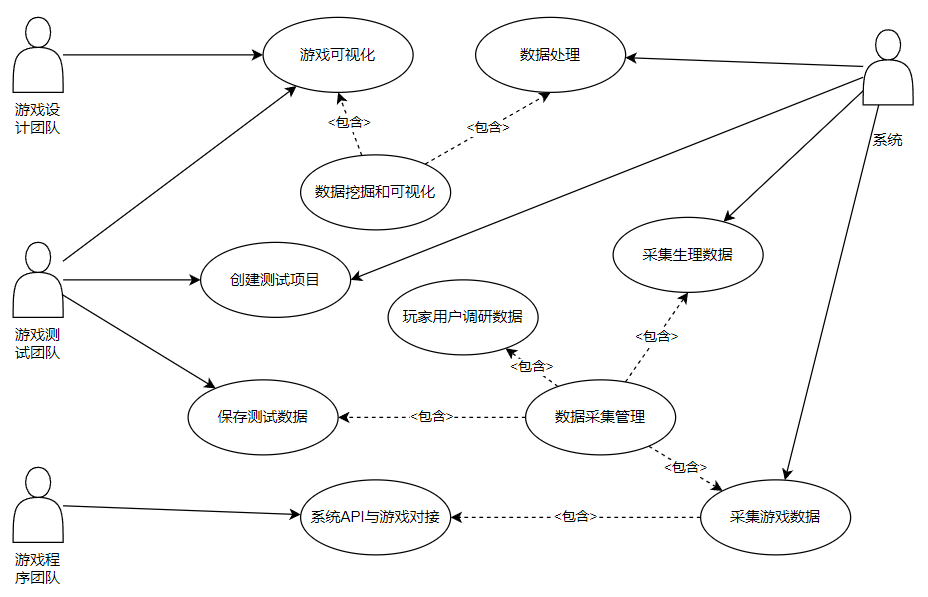 游戏可视化
数据处理
游戏设
计团队
<包含>
<包含>
系统
数据挖掘和可视化
采集生理数据
创建测试项目
玩家用户调研数据
游戏测
试团队
<包含>
<包含>
保存测试数据
<包含>
数据采集管理
<包含>
系统API与游戏对接
<包含>
采集游戏数据
游戏程
序团队